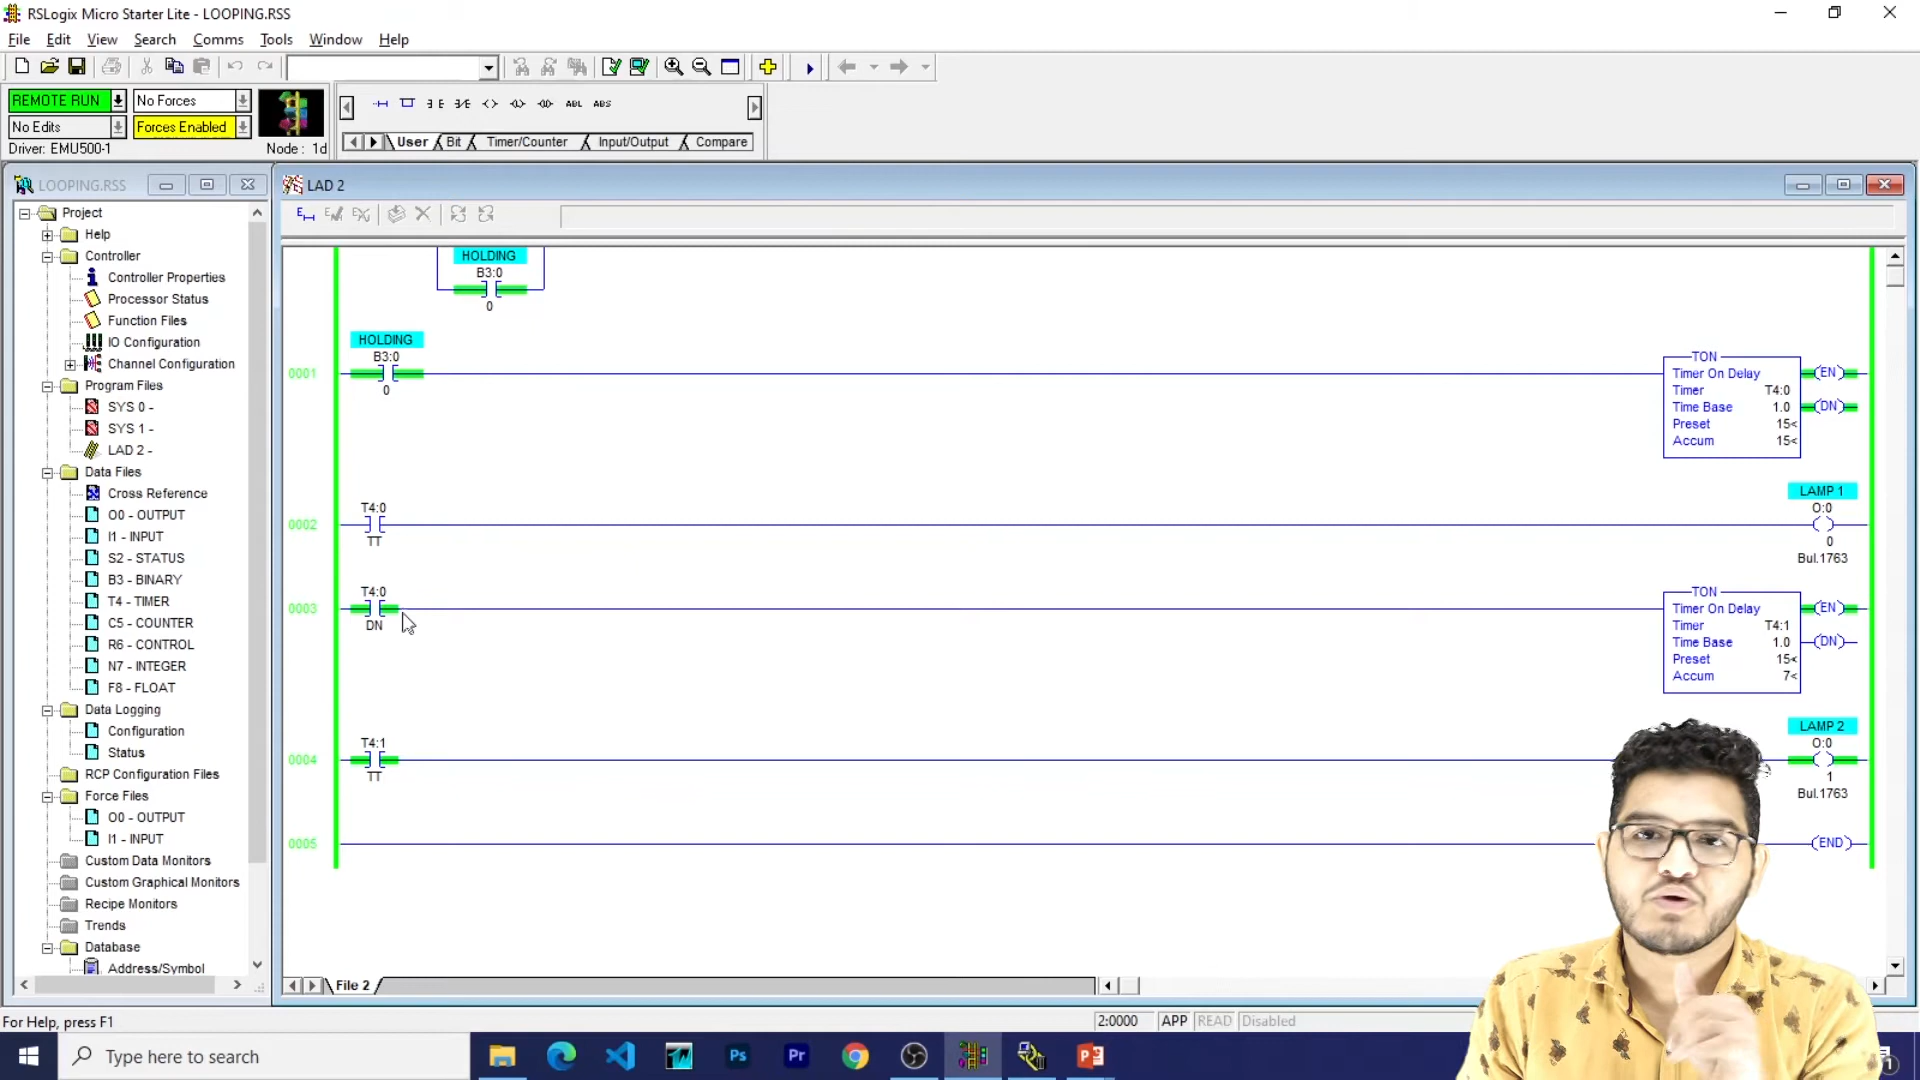 RSLogix Micro Starter Lite - LOOPING.RSS
File Edit View Search Comms Tools Window Help
REMOTE RUN No Forces
No Edits Forces Enabled
Driver: EMU500-1 Node : 1d
ABL ABS
User Bit Timer/Counter Input/Output Compare
LOOPING.RSS
Project
Help
Controller
Controller Properties
Processor Status
Function Files
IO Configuration
Channel Configuration
Program Files
SYS 0 -
SYS 1 -
LAD 2 -
Data Files
Cross Reference
O0 - OUTPUT
I1 - INPUT
S2 - STATUS
B3 - BINARY
T4 - TIMER
C5 - COUNTER
R6 - CONTROL
N7 - INTEGER
F8 - FLOAT
Data Logging
Configuration
Status
RCP Configuration Files
Force Files
O0 - OUTPUT
I1 - INPUT
Custom Data Monitors
Custom Graphical Monitors
Recipe Monitors
Trends
Database
Address/Symbol
LAD 2
HOLDING
B3:0
0
HOLDING
B3:0
0001
0
TON
Timer On Delay
Timer T4:0
Time Base 1.0
Preset 15<
Accum 15<
EN
DN
T4:0
0002
TT
LAMP 1
O:0
0
Bul.1763
T4:0
0003
DN
TON
Timer On Delay
Timer T4:1
Time Base 1.0
Preset 15<
Accum 7<
EN
DN
T4:1
0004
TT
LAMP 2
O:0
1
Bul.1763
0005
END
File 2
For Help, press F1
2:0000 APP READ Disabled
Type here to search
Ps
Pr
1